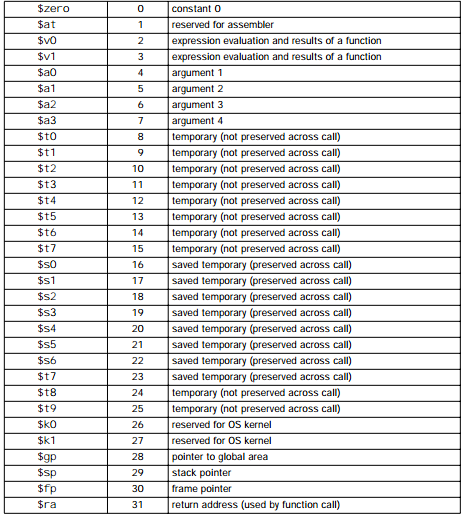 $zero 0 constant 0
$at 1 reserved for assembler
$v0 2 expression evaluation and results of a function
$v1 3 expression evaluation and results of a function
$a0 4 argument 1
$a1 5 argument 2
$a2 6 argument 3
$a3 7 argument 4
$t0 8 temporary (not preserved across call)
$t1 9 temporary (not preserved across call)
$t2 10 temporary (not preserved across call)
$t3 11 temporary (not preserved across call)
$t4 12 temporary (not preserved across call)
$t5 13 temporary (not preserved across call)
$t6 14 temporary (not preserved across call)
$t7 15 temporary (not preserved across call)
$s0 16 saved temporary (preserved across call)
$s1 17 saved temporary (preserved across call)
$s2 18 saved temporary (preserved across call)
$s3 19 saved temporary (preserved across call)
$s4 20 saved temporary (preserved across call)
$s5 21 saved temporary (preserved across call)
$s6 22 saved temporary (preserved across call)
$t7 23 saved temporary (preserved across call)
$t8 24 temporary (not preserved across call)
$t9 25 temporary (not preserved across call)
$k0 26 reserved for OS kernel
$k1 27 reserved for OS kernel
$gp 28 pointer to global area
$sp 29 stack pointer
$fp 30 frame pointer
$ra 31 return address (used by function call)